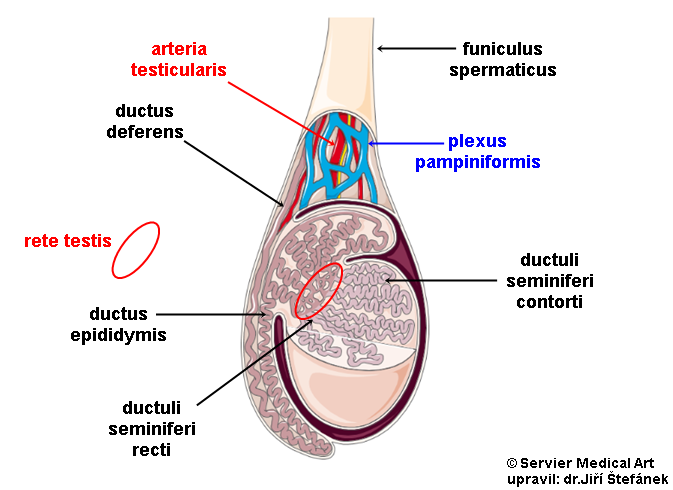 arteria
testicularis
funiculus
spermaticus
ductus
deferens
plexus
pampiniformis
rete testis
ductuli
seminiferi
contorti
ductus
epididymis
ductuli
seminiferi
recti
© Servier Medical Art
upravil: dr.Jiří Štefánek